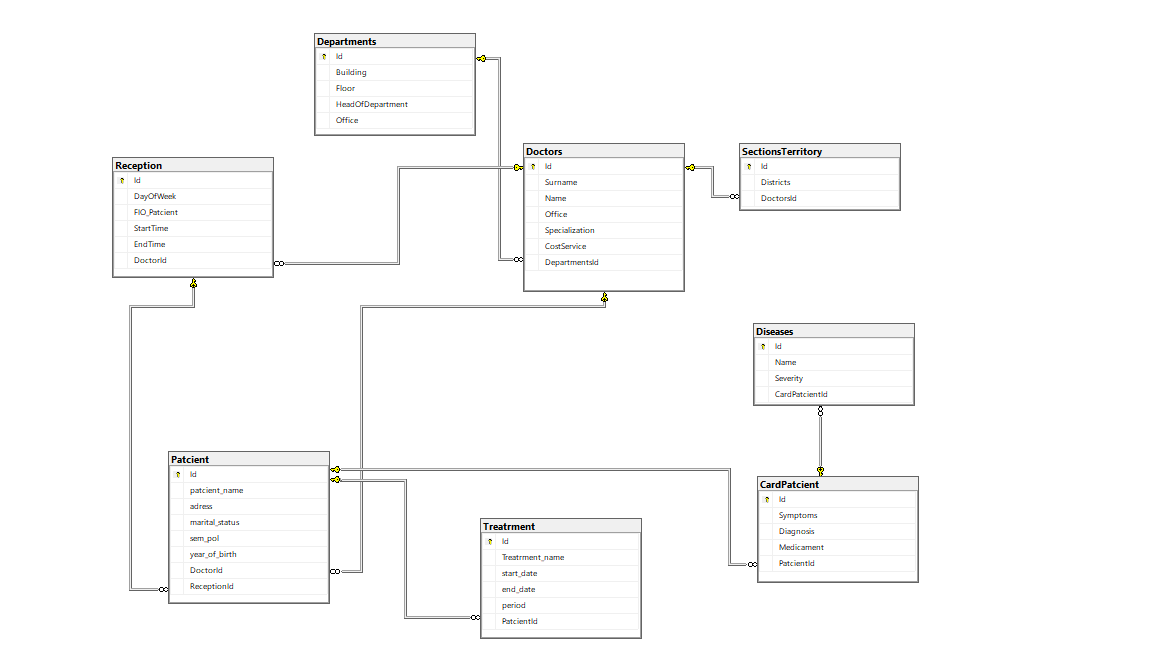 Departments
Id
Building
Floor
HeadOfDepartment
Office
Doctors
Id
Surname
Name
Office
Specialization
CostService
DepartmentsId
SectionsTerritory
Id
Districts
DoctorsId
Reception
Id
DayOfWeek
FIO_Patcient
StartTime
EndTime
DoctorId
Diseases
Id
Name
Severity
CardPatcientId
Patcient
Id
patcient_name
adress
marital_status
sem_pol
year_of_birth
DoctorId
ReceptionId
CardPatcient
Id
Symptoms
Diagnosis
Medicament
PatcientId
Treatrment
Id
Treatrment_name
start_date
end_date
period
PatcientId